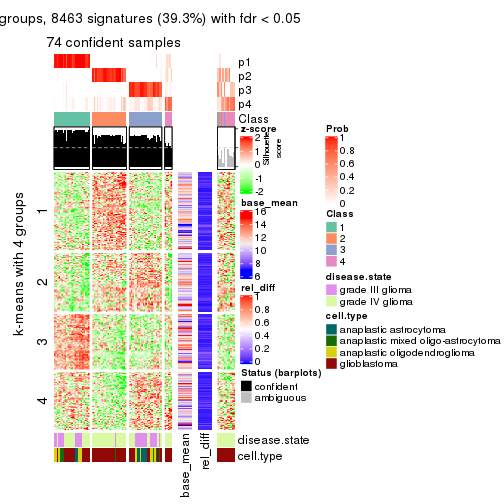 groups, 8463 signatures (39.3%) with fdr < 0.05
74 confident samples
p1
p2
p3
p4
Class
Silhouette
score
k-means with 4 groups
1
2
3
4
z-score
2
1
0
-1
-2
base_mean
16
14
12
10
8
6
rel_diff
1
0.8
0.6
0.4
0.2
0
Status (barplots)
confident
ambiguous
Prob
1
0.8
0.6
0.4
0.2
0
Class
1
2
3
4
disease.state
grade III glioma
grade IV glioma
cell.type
anaplastic astrocytoma
anaplastic mixed oligo-astrocytoma
anaplastic oligodendroglioma
glioblastoma
disease.state
cell.type
base_mean
rel_diff